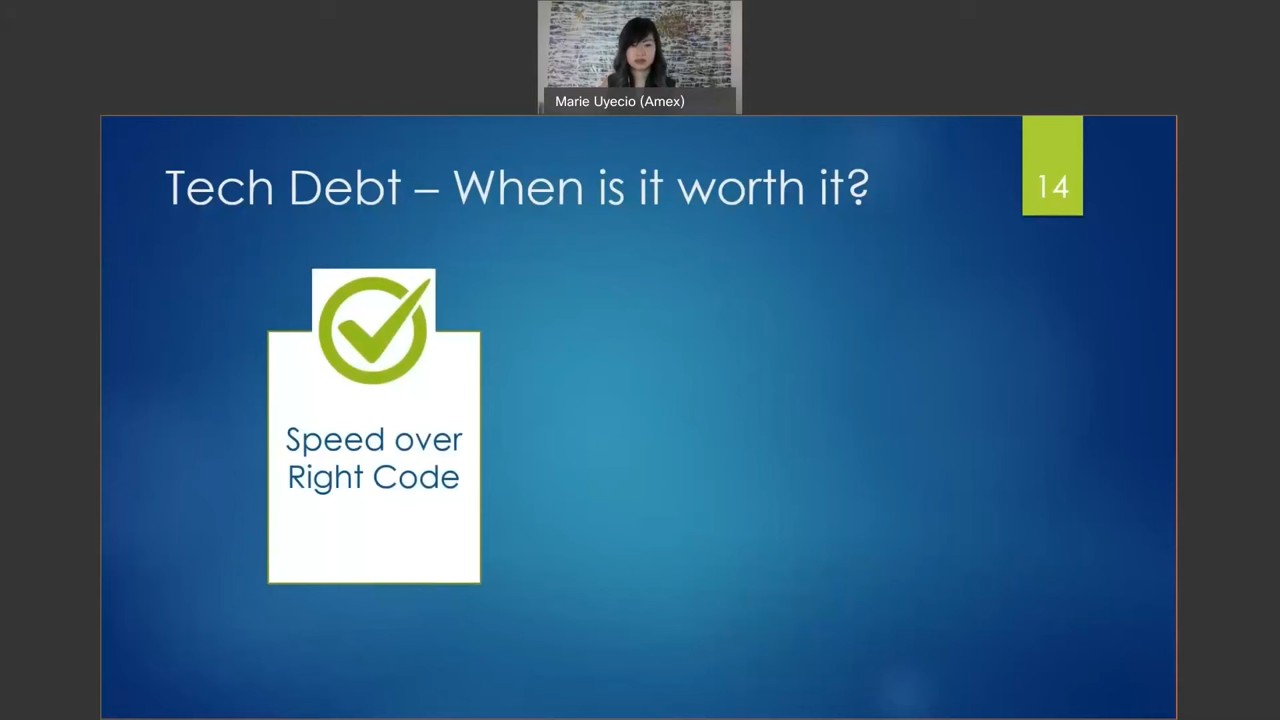 Marie Uyecio (Amex)
Tech Debt – When is it worth it?
14
Speed over
Right Code